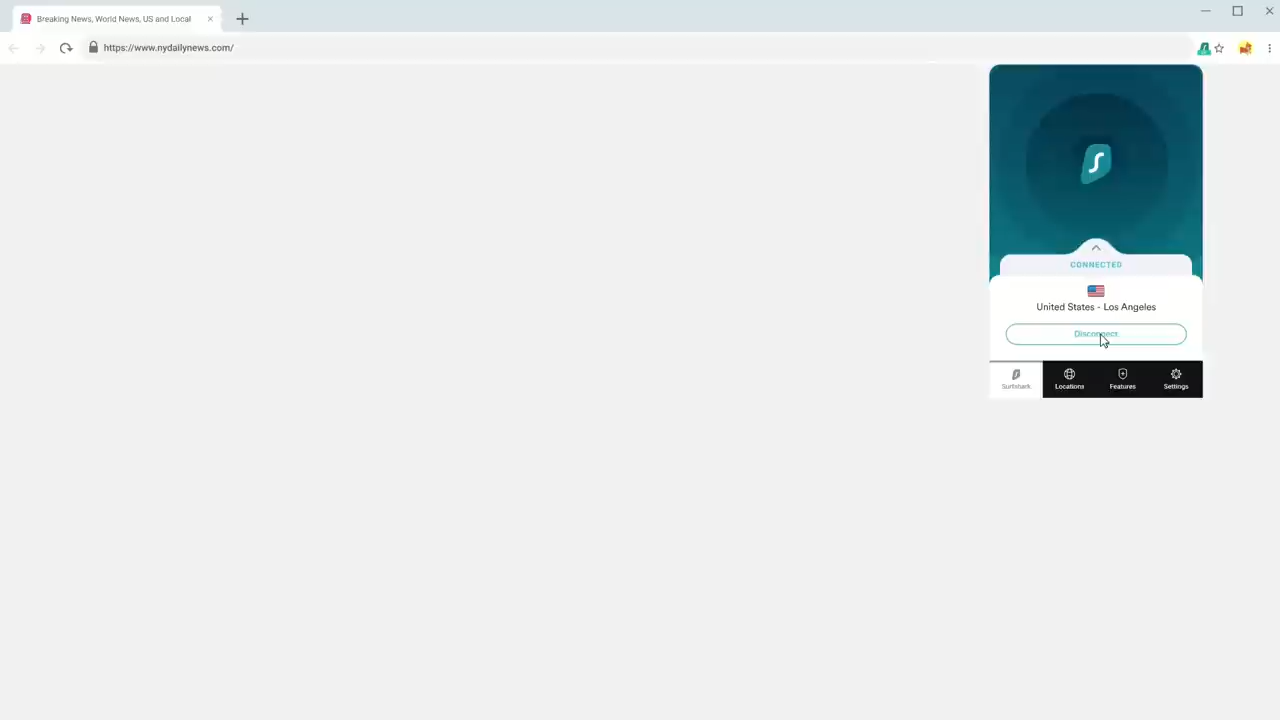 Breaking News, World News, US and Local
https://www.nydailynews.com/
CONNECTED
United States - Los Angeles
Disconnect
Surfshark
Locations
Features
Settings